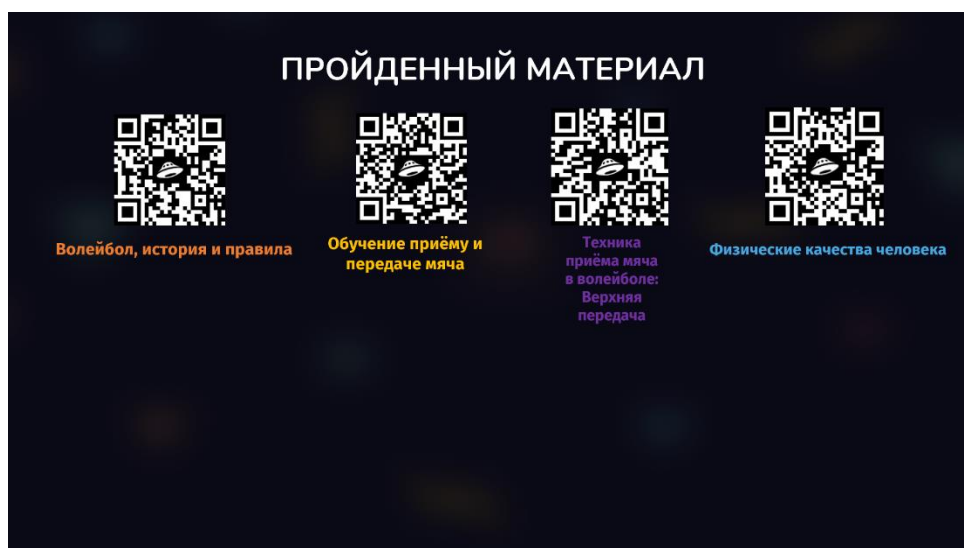 ПРОЙДЕННЫЙ МАТЕРИАЛ
Волейбол, история и правила
Обучение приёму и
передаче мяча
Техника
приёма мяча
в волейболе:
Верхняя
передача
Физические качества человека